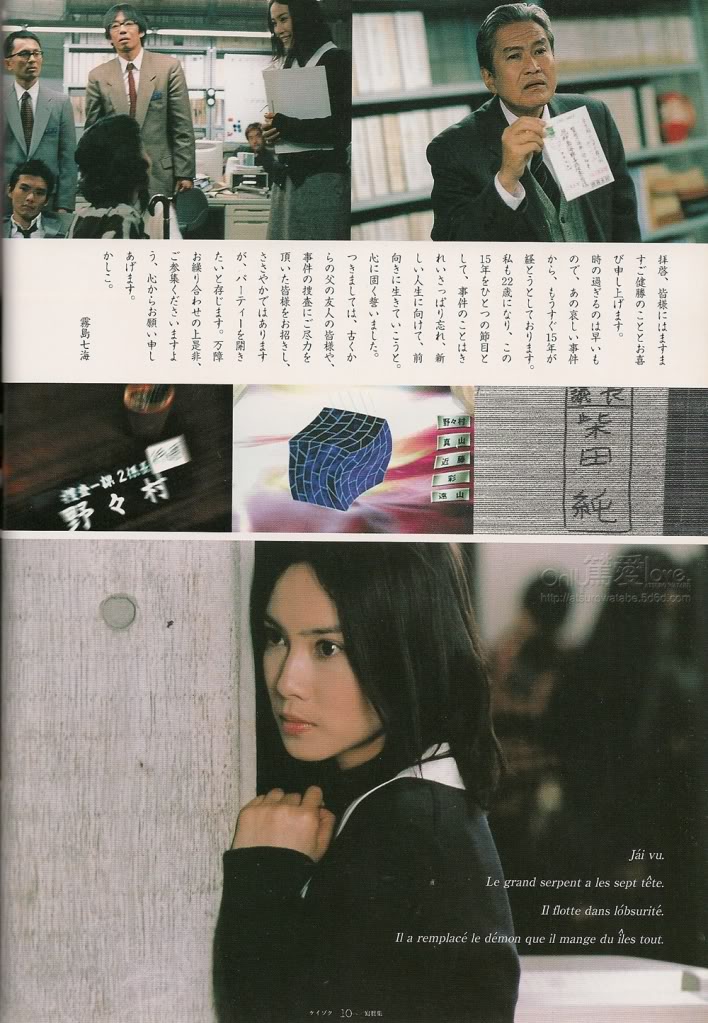 拝啓、皆様にはますま
すご健勝のこととお喜
び申し上げます。
時の過ぎるのは早いも
ので、あの哀しい事件
から、もうすぐ15年が
経とうとしております。
私も22歳になり、この
15年をひとつの節目と
して、事件のことはき
れいさっぱり忘れ、新
しい人生に向けて、前
向きに生きていこうと。
心に固く誓いました。
つきましては、古くか
らの父の友人の皆様や、
事件の捜査にご尽力を
頂いた皆様をお招きし、
ささやかではあります
が、パーティーを開き
たいと存じます。万障
お繰り合わせの上是非、
ご参集くださいますよ
う、心からお願い申し
あげます。
かしこ。
霧島七海
捜査一課2係
野々村
野々村
真山
近藤
彩
遠山
柴田純
Only 篤愛 love.
http://atsurowatabe.5d6d.com
Jái vu.
Le grand serpent a les sept tête.
Il flotte dans lóbsurité.
Il a remplacé le démon que il mange du îles tout.
ケイゾク 10